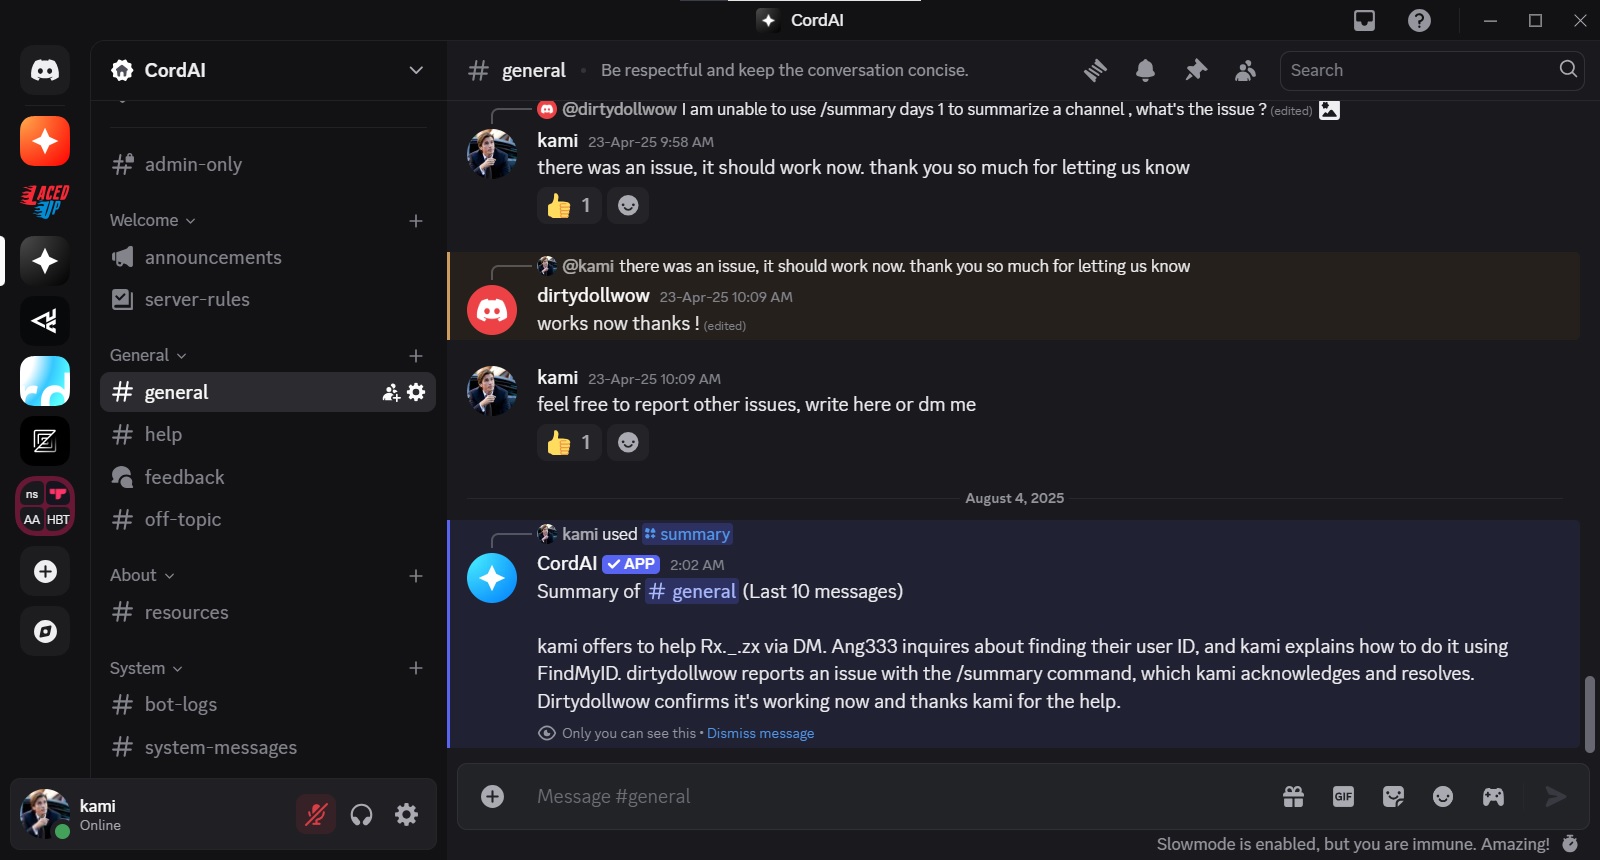 CordAI
CordAI
general
Be respectful and keep the conversation concise.
Search
admin-only
Welcome
announcements
server-rules
General
general
help
feedback
off-topic
About
resources
System
bot-logs
system-messages
kami
Online
LACED
UP
ns
AA HBT
@dirtydollwow I am unable to use /summary days 1 to summarize a channel , what's the issue ? (edited)
kami 23-Apr-25 9:58 AM
there was an issue, it should work now. thank you so much for letting us know
👍 1
@kami there was an issue, it should work now. thank you so much for letting us know
dirtydollwow 23-Apr-25 10:09 AM
works now thanks ! (edited)
kami 23-Apr-25 10:09 AM
feel free to report other issues, write here or dm me
👍 1
August 4, 2025
kami used summary
CordAI ✓ APP 2:02 AM
Summary of # general (Last 10 messages)
kami offers to help Rx._.zx via DM. Ang333 inquires about finding their user ID, and kami explains how to do it using
FindMyID. dirtydollwow reports an issue with the /summary command, which kami acknowledges and resolves.
Dirtydollwow confirms it's working now and thanks kami for the help.
Only you can see this • Dismiss message
Message #general
GIF
Slowmode is enabled, but you are immune. Amazing!